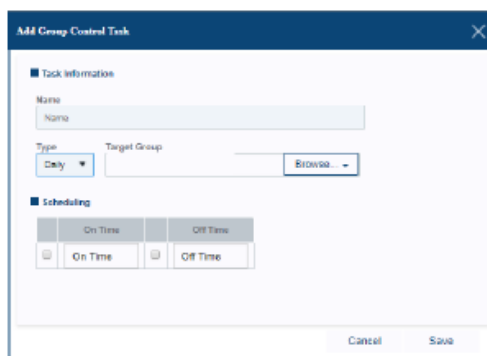 Add Group Control Task
Task Information
Name
Name
Type Target Group
Daily Browse...
Scheduling
On Time Off Time
On Time Off Time
Cancel Save